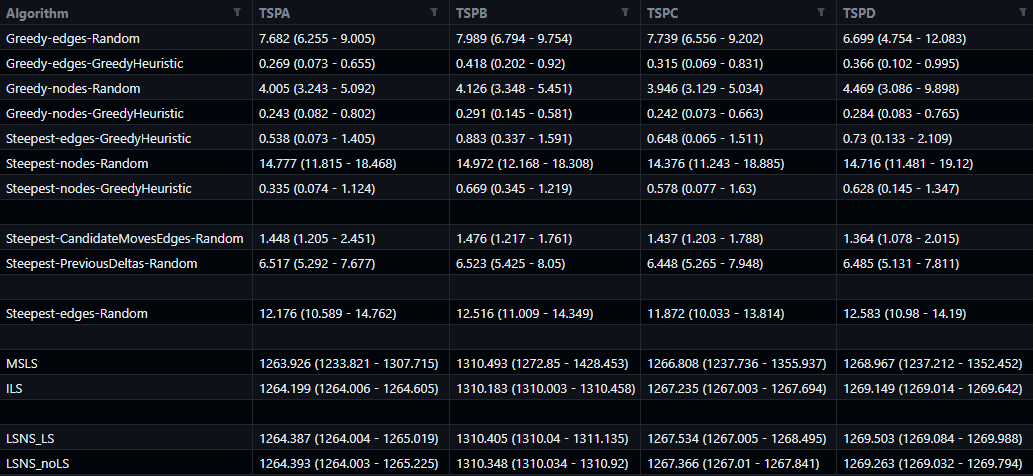 Algorithm TSPA TSPB TSPC TSPD
Greedy-edges-Random 7.682 (6.255 - 9.005) 7.989 (6.794 - 9.754) 7.739 (6.556 - 9.202) 6.699 (4.754 - 12.083)
Greedy-edges-GreedyHeuristic 0.269 (0.073 - 0.655) 0.418 (0.202 - 0.92) 0.315 (0.069 - 0.831) 0.366 (0.102 - 0.995)
Greedy-nodes-Random 4.005 (3.243 - 5.092) 4.126 (3.348 - 5.451) 3.946 (3.129 - 5.034) 4.469 (3.086 - 9.898)
Greedy-nodes-GreedyHeuristic 0.243 (0.082 - 0.802) 0.291 (0.145 - 0.581) 0.242 (0.073 - 0.663) 0.284 (0.083 - 0.765)
Steepest-edges-GreedyHeuristic 0.538 (0.073 - 1.405) 0.883 (0.337 - 1.591) 0.648 (0.065 - 1.511) 0.73 (0.133 - 2.109)
Steepest-nodes-Random 14.777 (11.815 - 18.468) 14.972 (12.168 - 18.308) 14.376 (11.243 - 18.885) 14.716 (11.481 - 19.12)
Steepest-nodes-GreedyHeuristic 0.335 (0.074 - 1.124) 0.669 (0.345 - 1.219) 0.578 (0.077 - 1.63) 0.628 (0.145 - 1.347)
Steepest-CandidateMovesEdges-Random 1.448 (1.205 - 2.451) 1.476 (1.217 - 1.761) 1.437 (1.203 - 1.788) 1.364 (1.078 - 2.015)
Steepest-PreviousDeltas-Random 6.517 (5.292 - 7.677) 6.523 (5.425 - 8.05) 6.448 (5.265 - 7.948) 6.485 (5.131 - 7.811)
Steepest-edges-Random 12.176 (10.589 - 14.762) 12.516 (11.009 - 14.349) 11.872 (10.033 - 13.814) 12.583 (10.98 - 14.19)
MSLS 1263.926 (1233.821 - 1307.715) 1310.493 (1272.85 - 1428.453) 1266.808 (1237.736 - 1355.937) 1268.967 (1237.212 - 1352.452)
ILS 1264.199 (1264.006 - 1264.605) 1310.183 (1310.003 - 1310.458) 1267.235 (1267.003 - 1267.694) 1269.149 (1269.014 - 1269.642)
LSNS_LS 1264.387 (1264.004 - 1265.019) 1310.405 (1310.04 - 1311.135) 1267.534 (1267.005 - 1268.495) 1269.503 (1269.084 - 1269.988)
LSNS_noLS 1264.393 (1264.003 - 1265.225) 1310.348 (1310.034 - 1310.92) 1267.366 (1267.01 - 1267.841) 1269.263 (1269.032 - 1269.794)